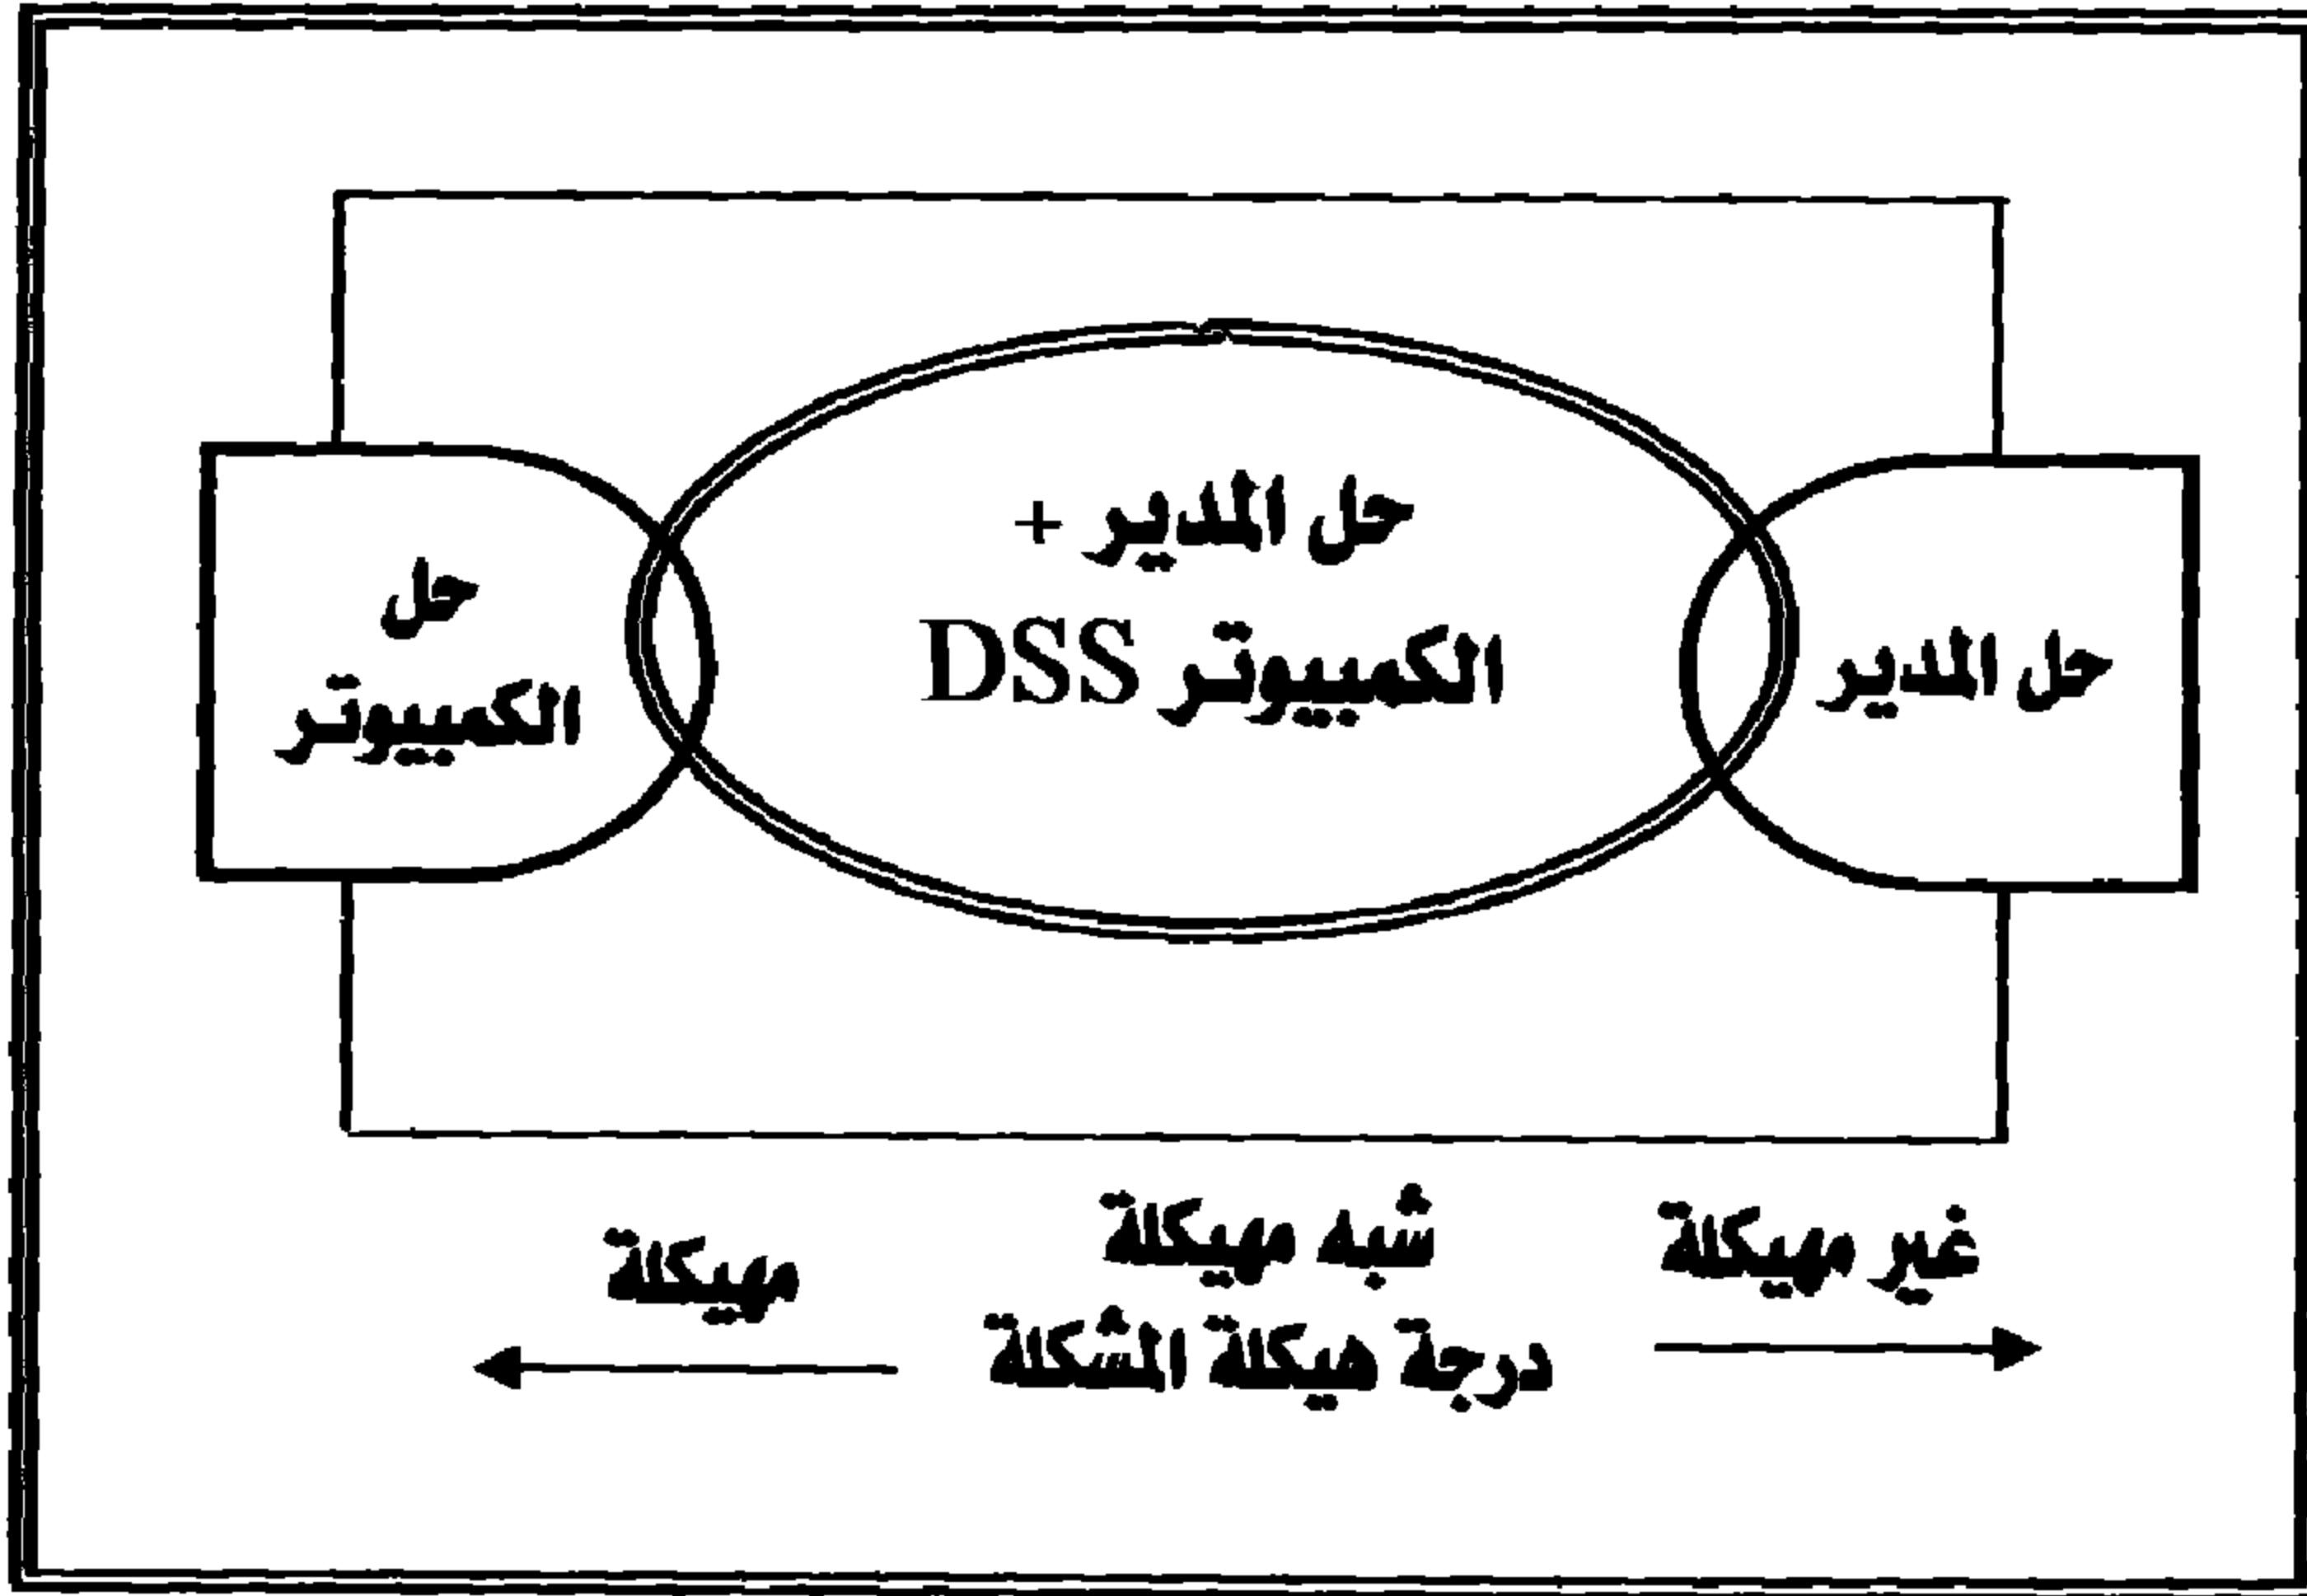 حل المدير +
الكمبيوتر DSS
حل المدير
حل
الكمبيوتر
غير مهيكلة
شبه مهيكلة
مهيكلة
درجة هيكلة المشكلة